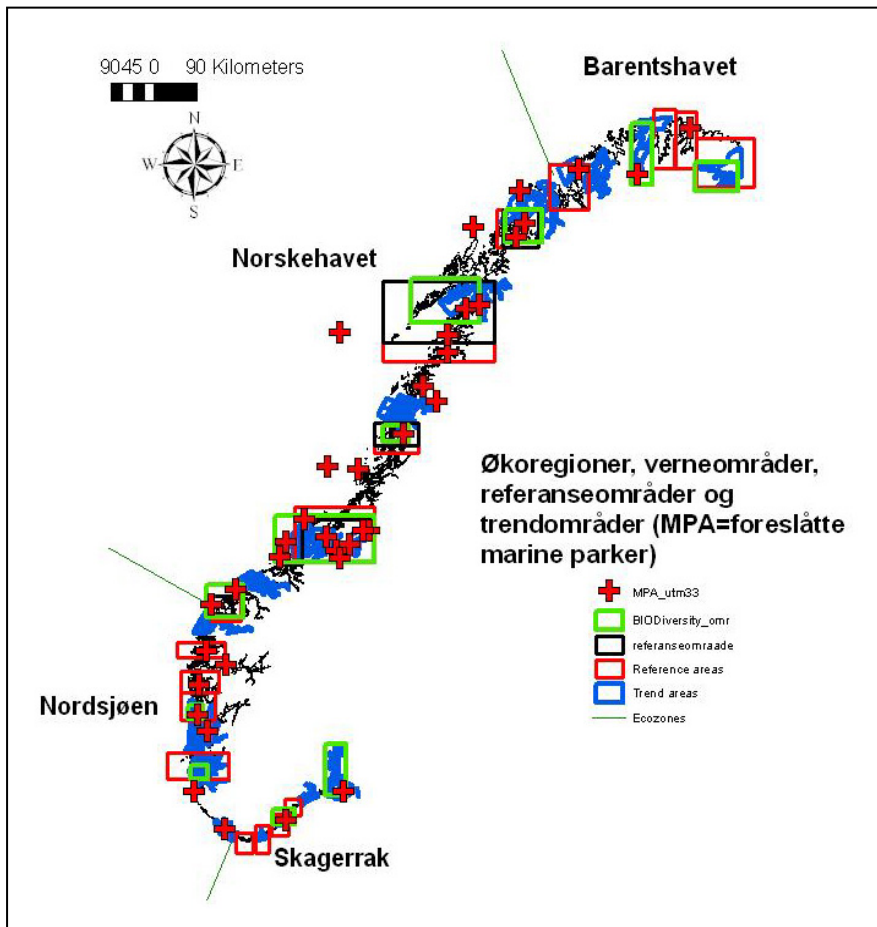 9045 0 90 Kilometers
Barentshavet
N
W E
S
Norskehavet
Økoregioner, verneområder,
referanseområder og
trendområder (MPA=foreslåtte
marine parker)
MPA_utm33
BIODiversity_omr
referanseomraade
Reference areas
Trend areas
Ecozones
Nordsjøen
Skagerrak